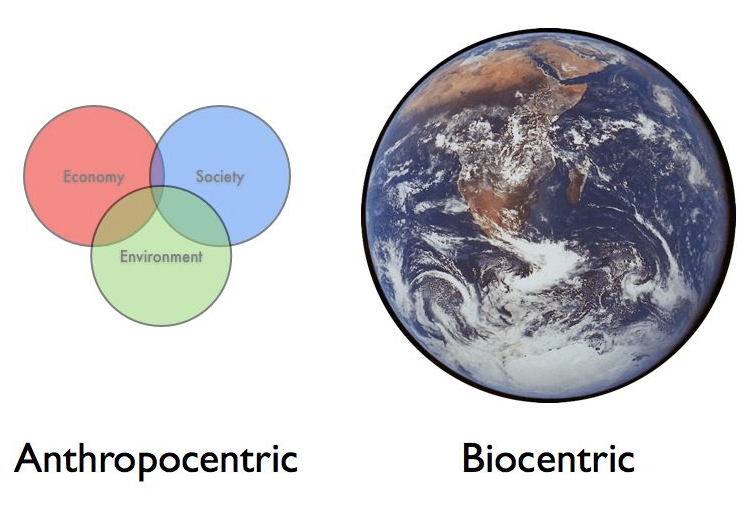 Economy
Society
Environment
Anthropocentric
Biocentric